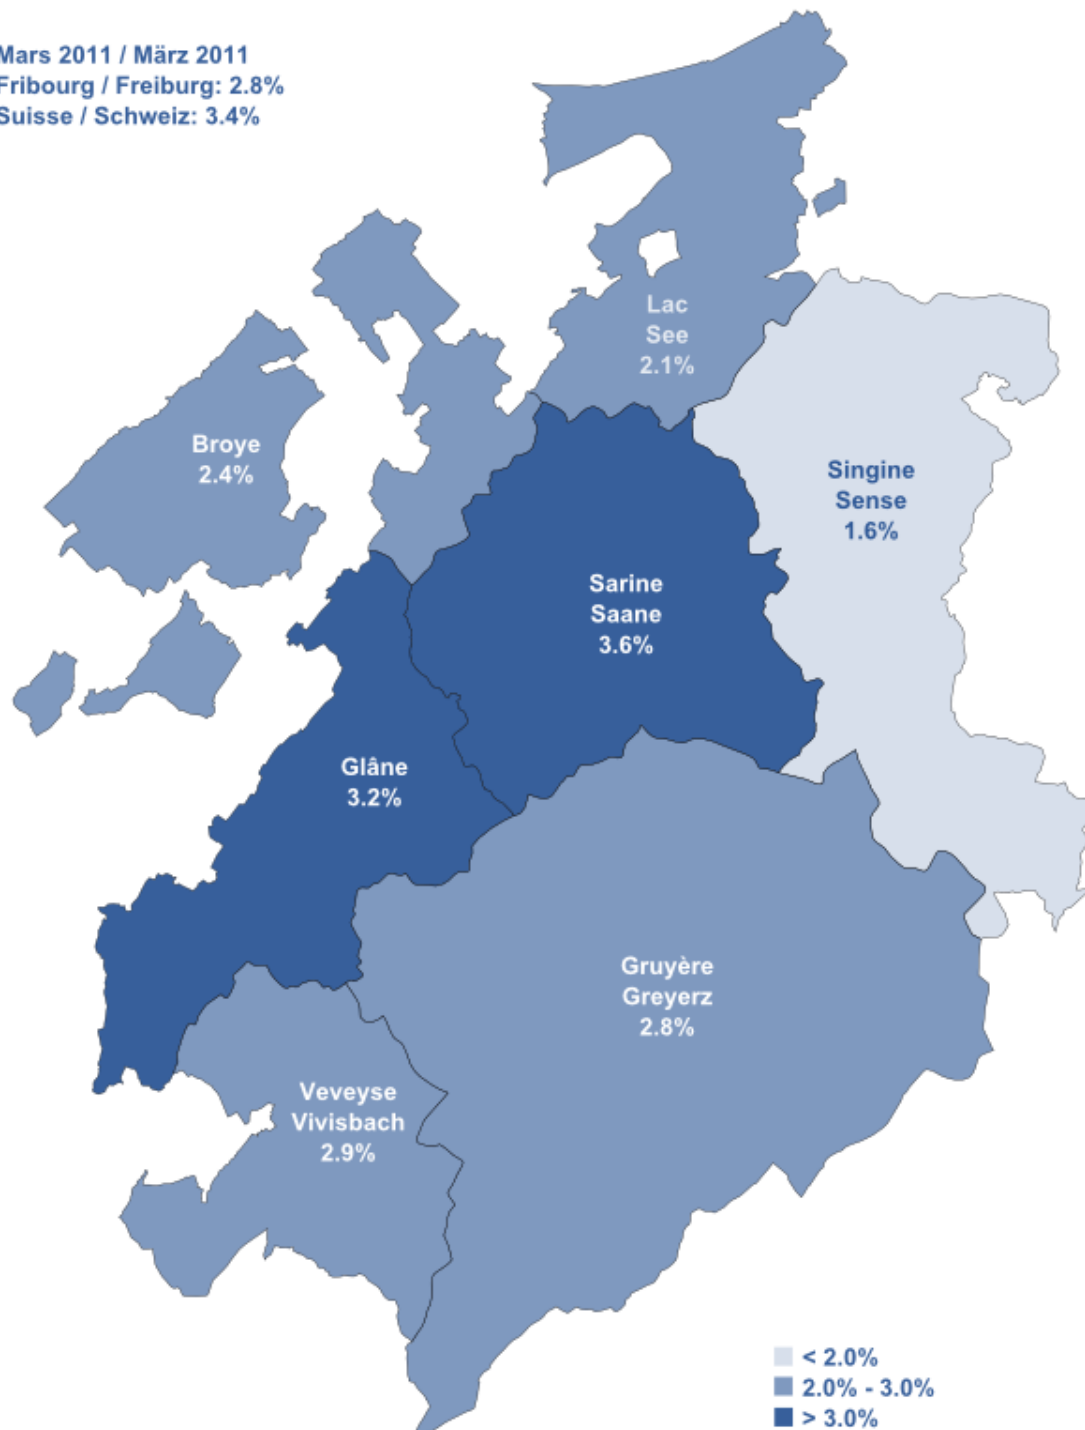 Mars 2011 / März 2011
Fribourg / Freiburg: 2.8%
Suisse / Schweiz: 3.4%
Lac
See
2.1%
Broye
2.4%
Singine
Sense
1.6%
Sarine
Saane
3.6%
Glâne
3.2%
Gruyère
Greyerz
2.8%
Veveyse
Vivisbach
2.9%
< 2.0%
2.0% - 3.0%
> 3.0%